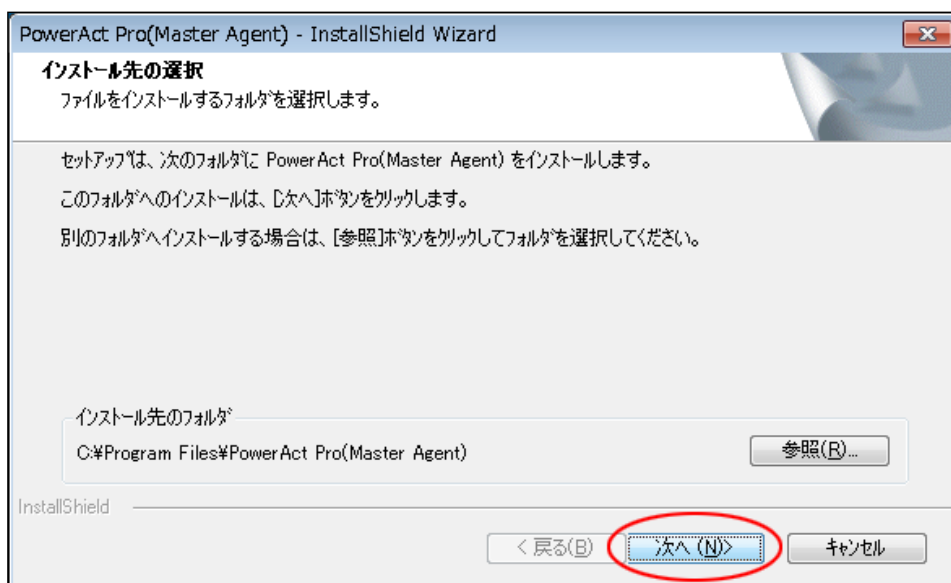 PowerAct Pro(Master Agent) - InstallShield Wizard
インストール先の選択
ファイルをインストールするフォルダを選択します。
セットアップは、次のフォルダに PowerAct Pro(Master Agent) をインストールします。
このフォルダへのインストールは、[次へ]ボタンをクリックします。
別のフォルダへインストールする場合は、[参照]ボタンをクリックしてフォルダを選択してください。
インストール先のフォルダ
C:¥Program Files¥PowerAct Pro(Master Agent)
参照(R)...
InstallShield
< 戻る(B)
次へ (N)>
キャンセル